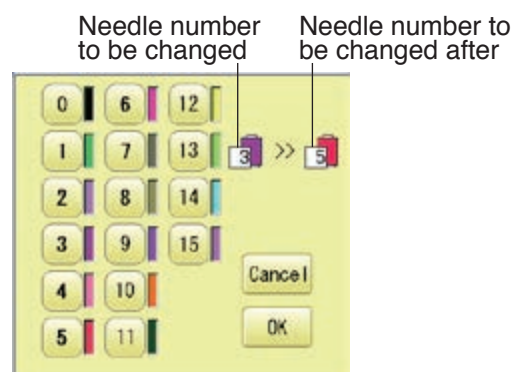 Needle number
to be changed
Needle number to
be changed after
0 6 12
1 7 13 3 >> 5
2 8 14
3 9 15
4 10
5 11
Cancel
OK